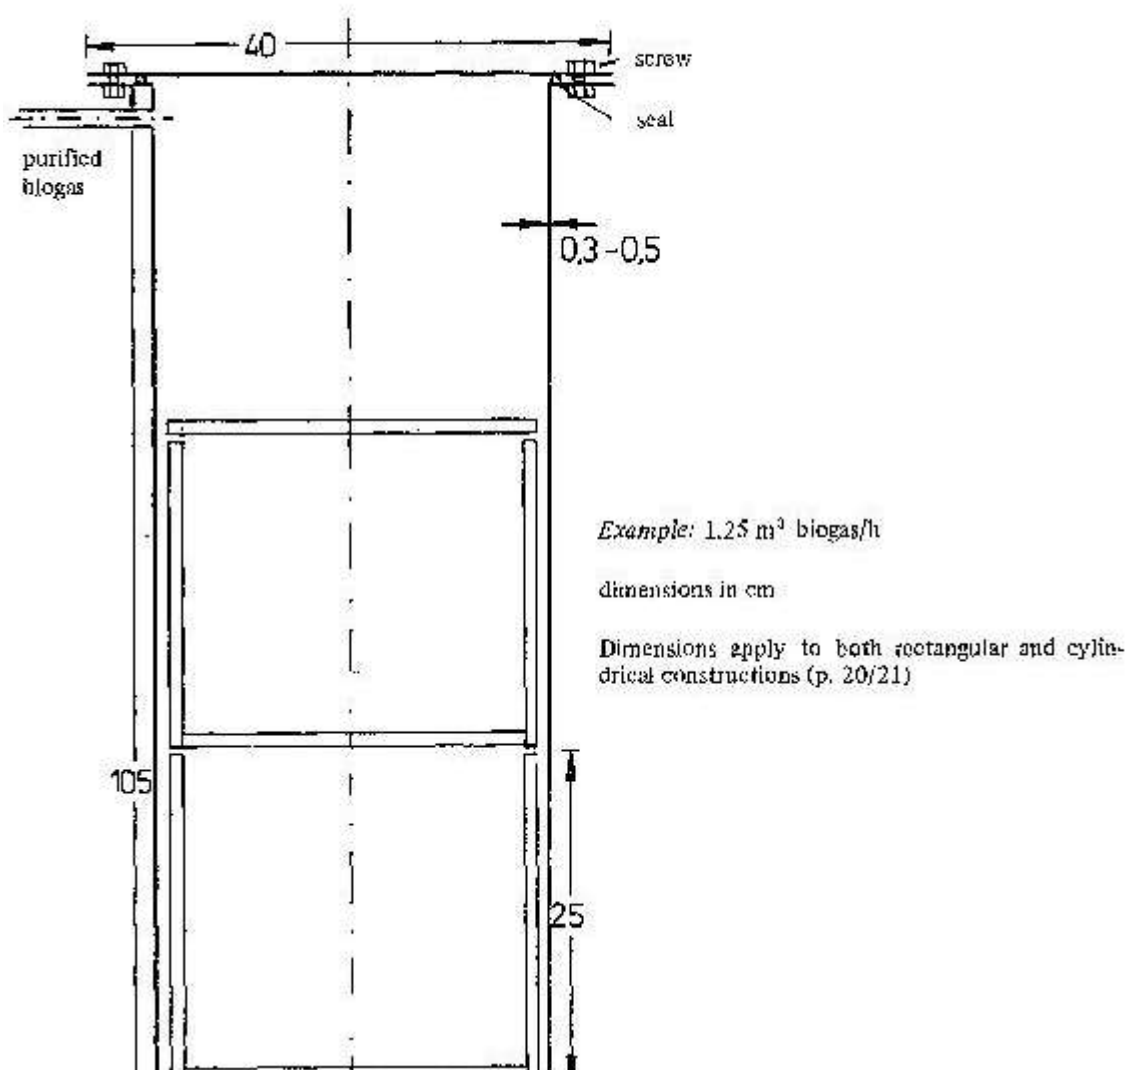 40
screw
seal
purified
biogas
0,3-0,5
Example: 1.25 m³ biogas/h
dimensions in cm
Dimensions apply to both rectangular and cylin-
drical constructions (p. 20/21)
105
25